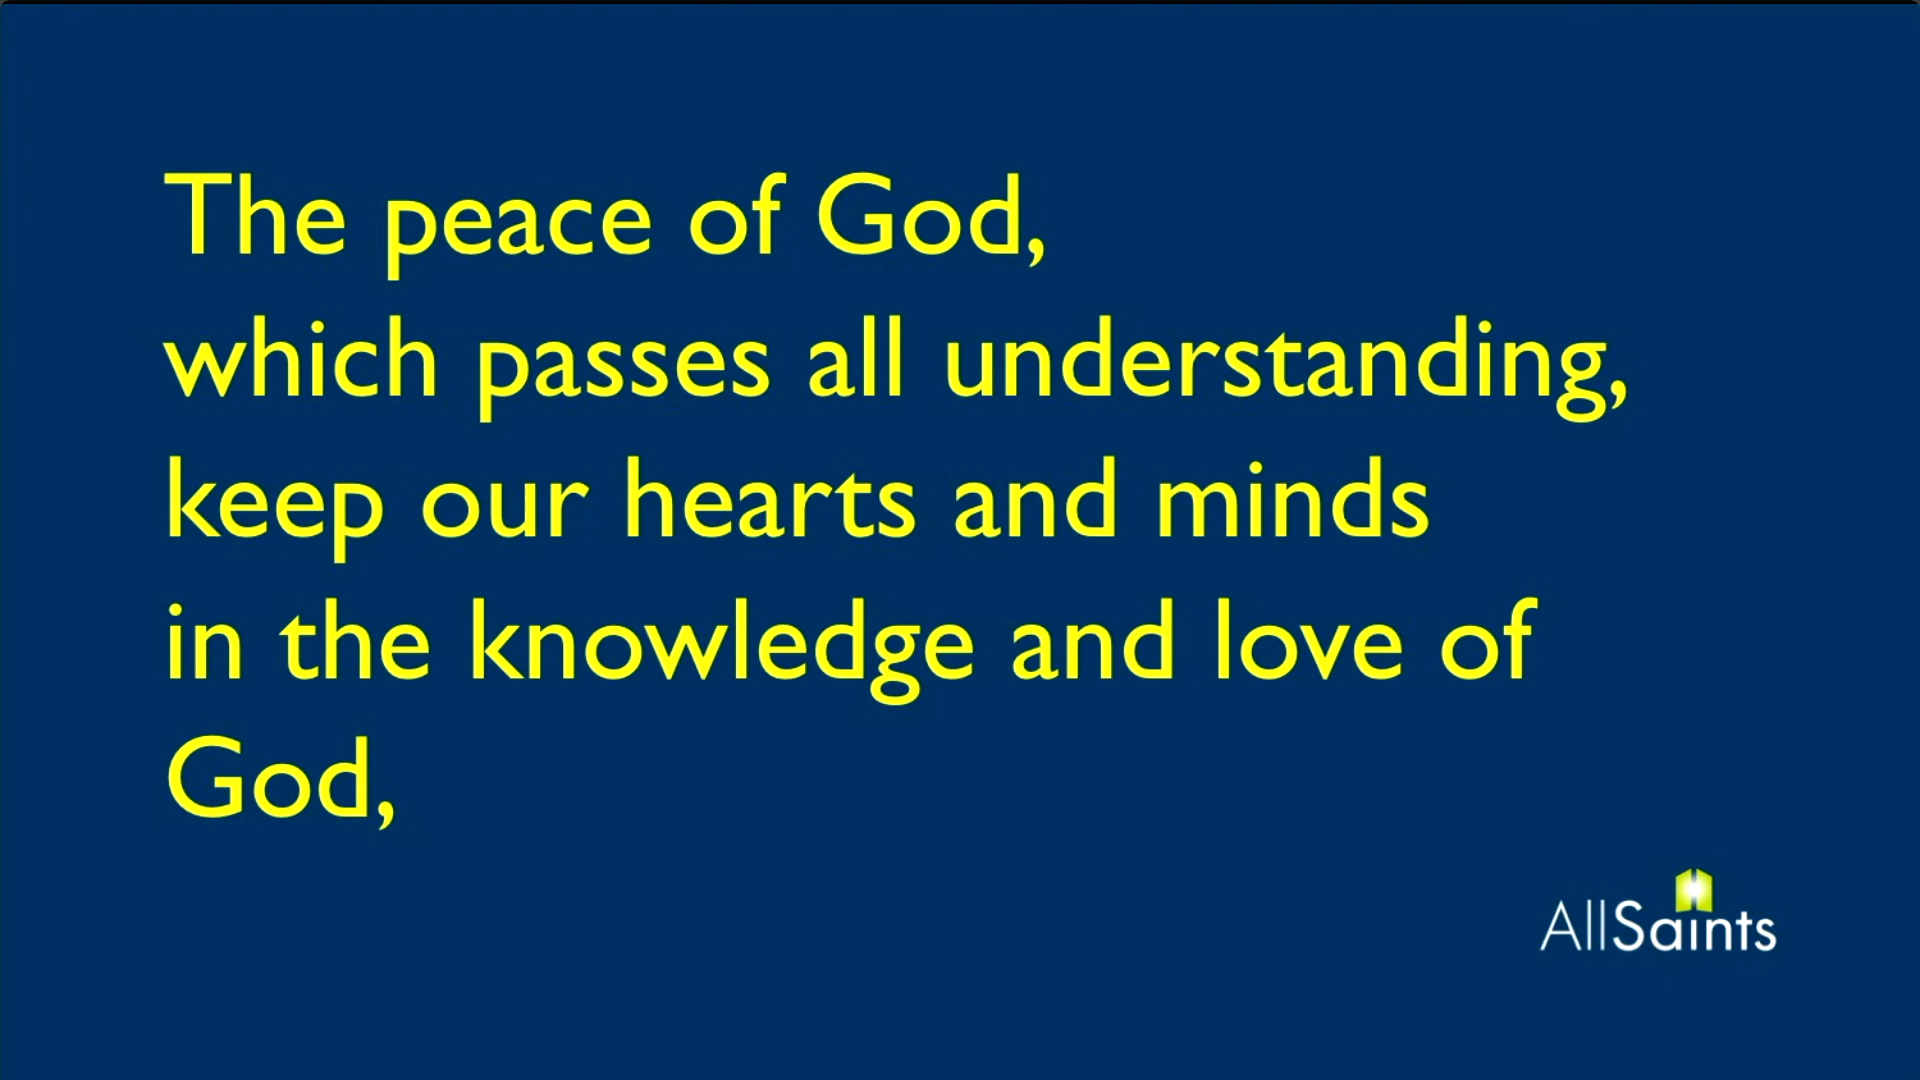 The peace of God,
which passes all understanding,
keep our hearts and minds
in the knowledge and love of
God,
AllSaints